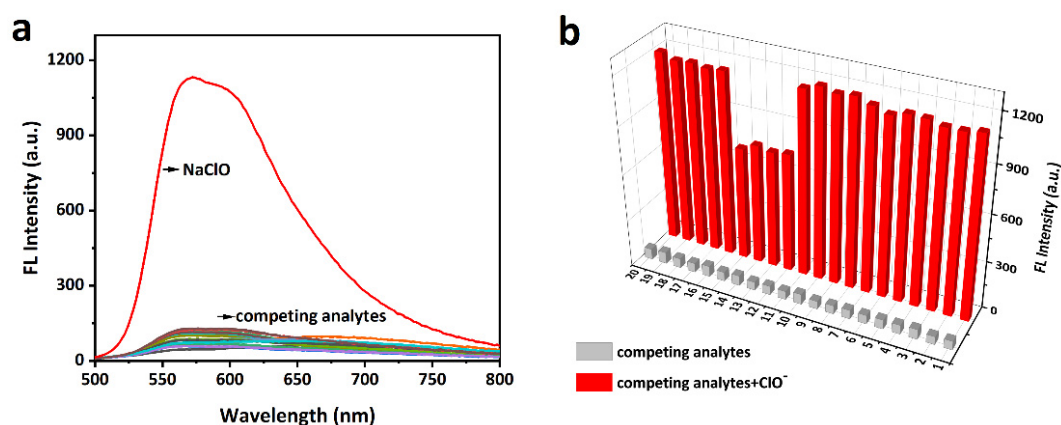 a
1200
900
600
300
0
FL Intensity (a.u.)
NaClO
competing analytes
500 550 600 650 700 750 800
Wavelength (nm)
b
1200
900
600
300
0
FL Intensity (a.u.)
20 19 18 17 16 15 14 13 12 11 10 9 8 7 6 5 4 3 2 1
competing analytes
competing analytes+ClO⁻